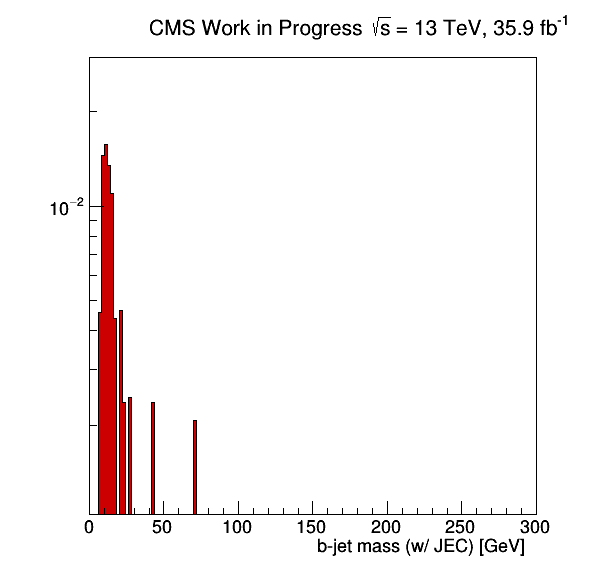 CMS Work in Progress √s = 13 TeV, 35.9 fb⁻¹
10⁻²
0 50 100 150 200 250 300
b-jet mass (w/ JEC) [GeV]